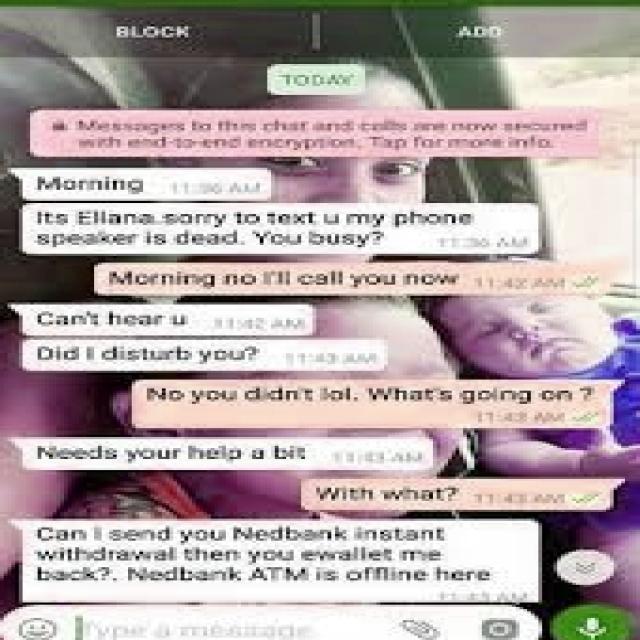 BLOCK
ADD
TODAY
Messages to this chat and calls are now secured
with end-to-end encryption. Tap for more info.
Morning 11:36 AM
Its Eliana.sorry to text u my phone
speaker is dead. You busy? 11:36 AM
Morning no I'll call you now 11:42 AM
Can't hear u 11:42 AM
Did I disturb you? 11:43 AM
No you didn't lol. What's going on ?
11:43 AM
Needs your help a bit 11:43 AM
With what? 11:43 AM
Can I send you Nedbank instant
withdrawal then you ewallet me
back?. Nedbank ATM is offline here
11:43 AM
Type a message